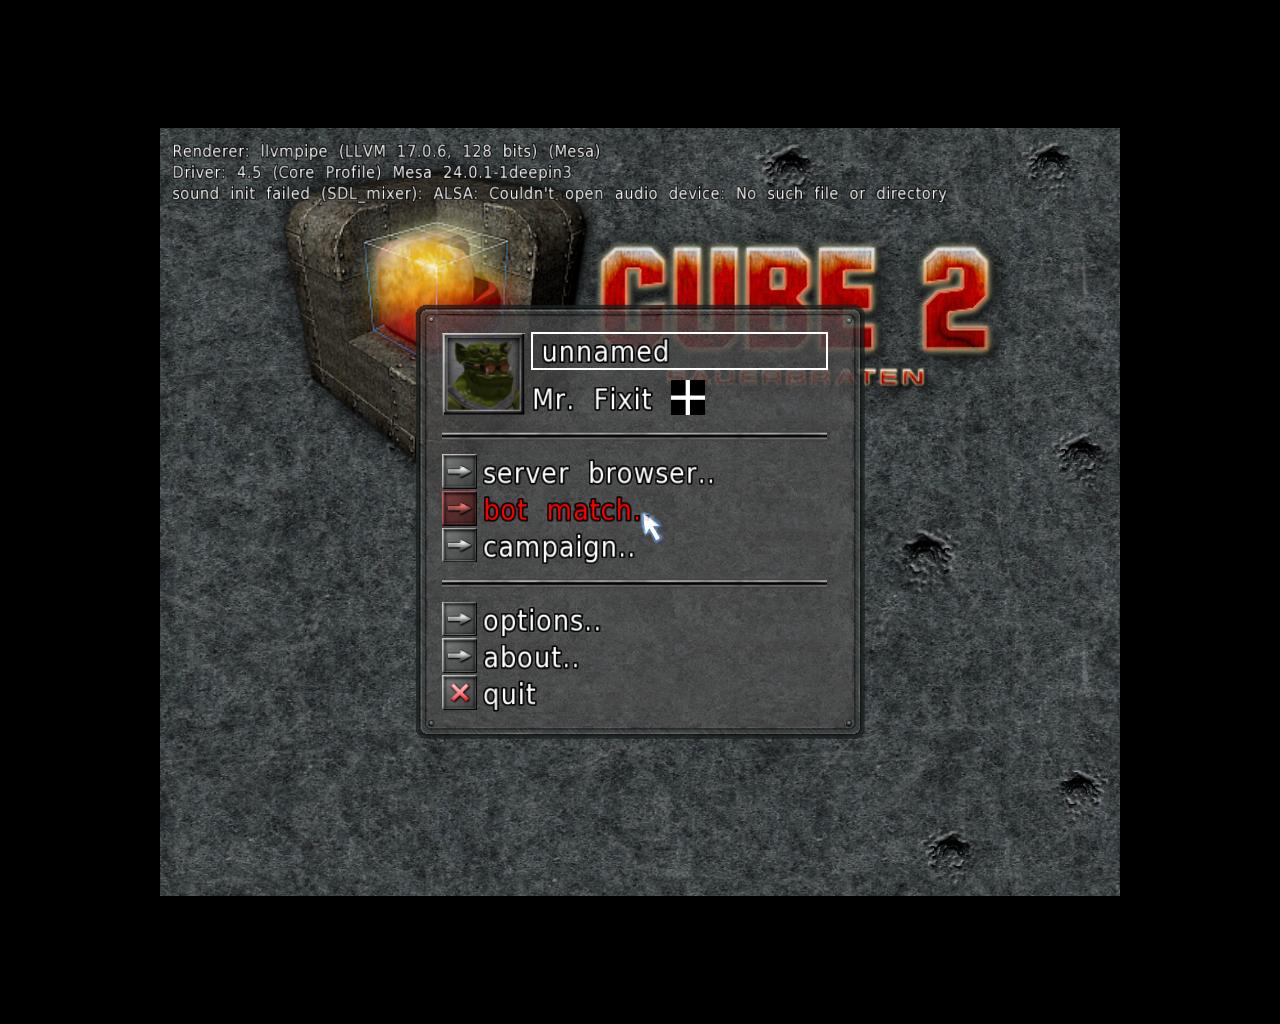 Renderer: llvmpipe (LLVM 17.0.6, 128 bits) (Mesa)
Driver: 4.5 (Core Profile) Mesa 24.0.1-1deepin3
sound init failed (SDL_mixer): ALSA: Couldn't open audio device: No such file or directory
CUBE 2
SAUERBRATEN
unnamed
Mr. Fixit
server browser..
bot match..
campaign..
options..
about..
quit